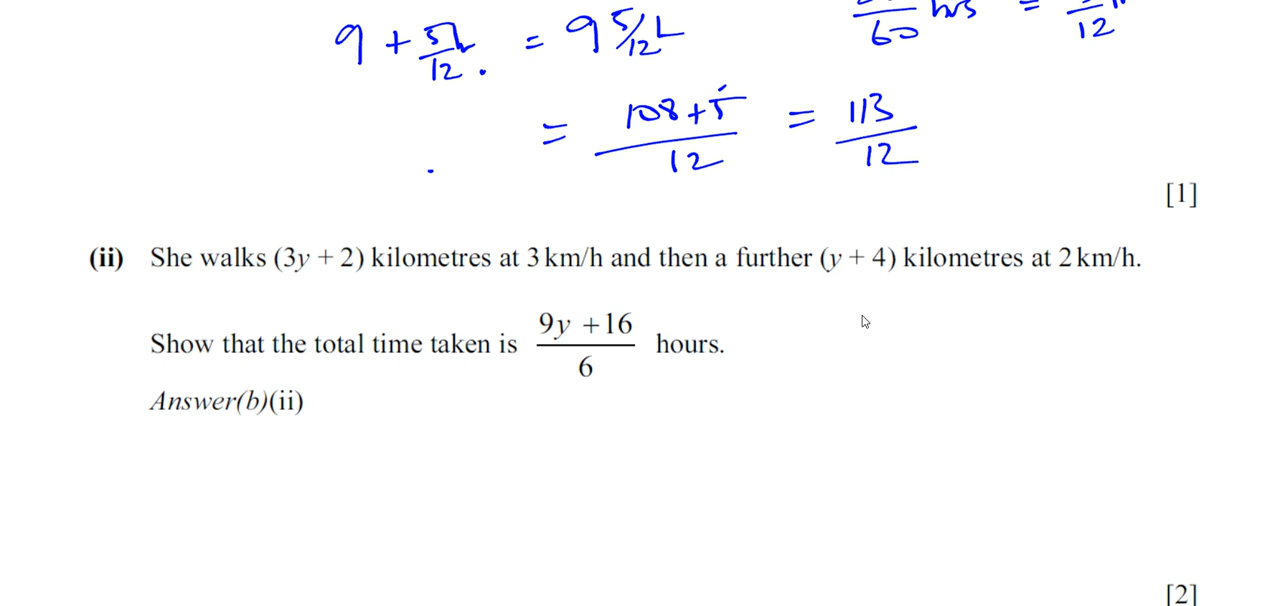 9 + 5h/12. = 9 5/12 h
/60 hrs = /12
= (108+5)/12 = 113/12
[1]
(ii) She walks (3y + 2) kilometres at 3 km/h and then a further (y + 4) kilometres at 2 km/h.
Show that the total time taken is (9y + 16)/6 hours.
Answer(b)(ii)
[2]